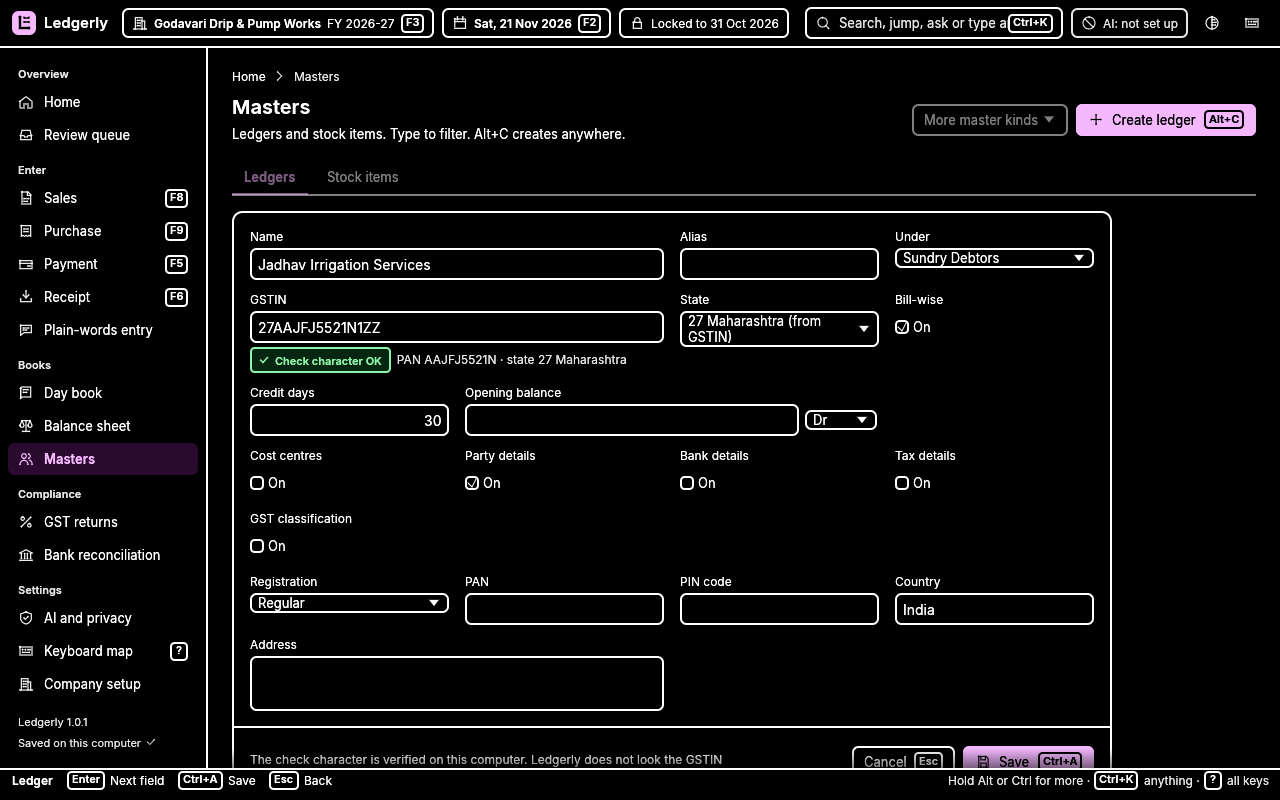 Ledgerly
Godavari Drip & Pump Works FY 2026-27 F3
Sat, 21 Nov 2026 F2
Locked to 31 Oct 2026
Search, jump, ask or type a Ctrl+K
AI: not set up
Overview
Home
Review queue
Enter
Sales F8
Purchase F9
Payment F5
Receipt F6
Plain-words entry
Books
Day book
Balance sheet
Masters
Compliance
GST returns
Bank reconciliation
Settings
AI and privacy
Keyboard map ?
Company setup
Ledgerly 1.0.1
Saved on this computer
Home Masters
Masters
Ledgers and stock items. Type to filter. Alt+C creates anywhere.
More master kinds
Create ledger Alt+C
Ledgers Stock items
Name Alias Under
Jadhav Irrigation Services Sundry Debtors
GSTIN State Bill-wise
27AAJFJ5521N1ZZ 27 Maharashtra (from GSTIN) On
Check character OK PAN AAJFJ5521N · state 27 Maharashtra
Credit days Opening balance
30 Dr
Cost centres Party details Bank details Tax details
On On On On
GST classification
On
Registration PAN PIN code Country
Regular India
Address
The check character is verified on this computer. Ledgerly does not look the GSTIN
Cancel Esc Save Ctrl+A
Ledger Enter Next field Ctrl+A Save Esc Back
Hold Alt or Ctrl for more · Ctrl+K anything · ? all keys